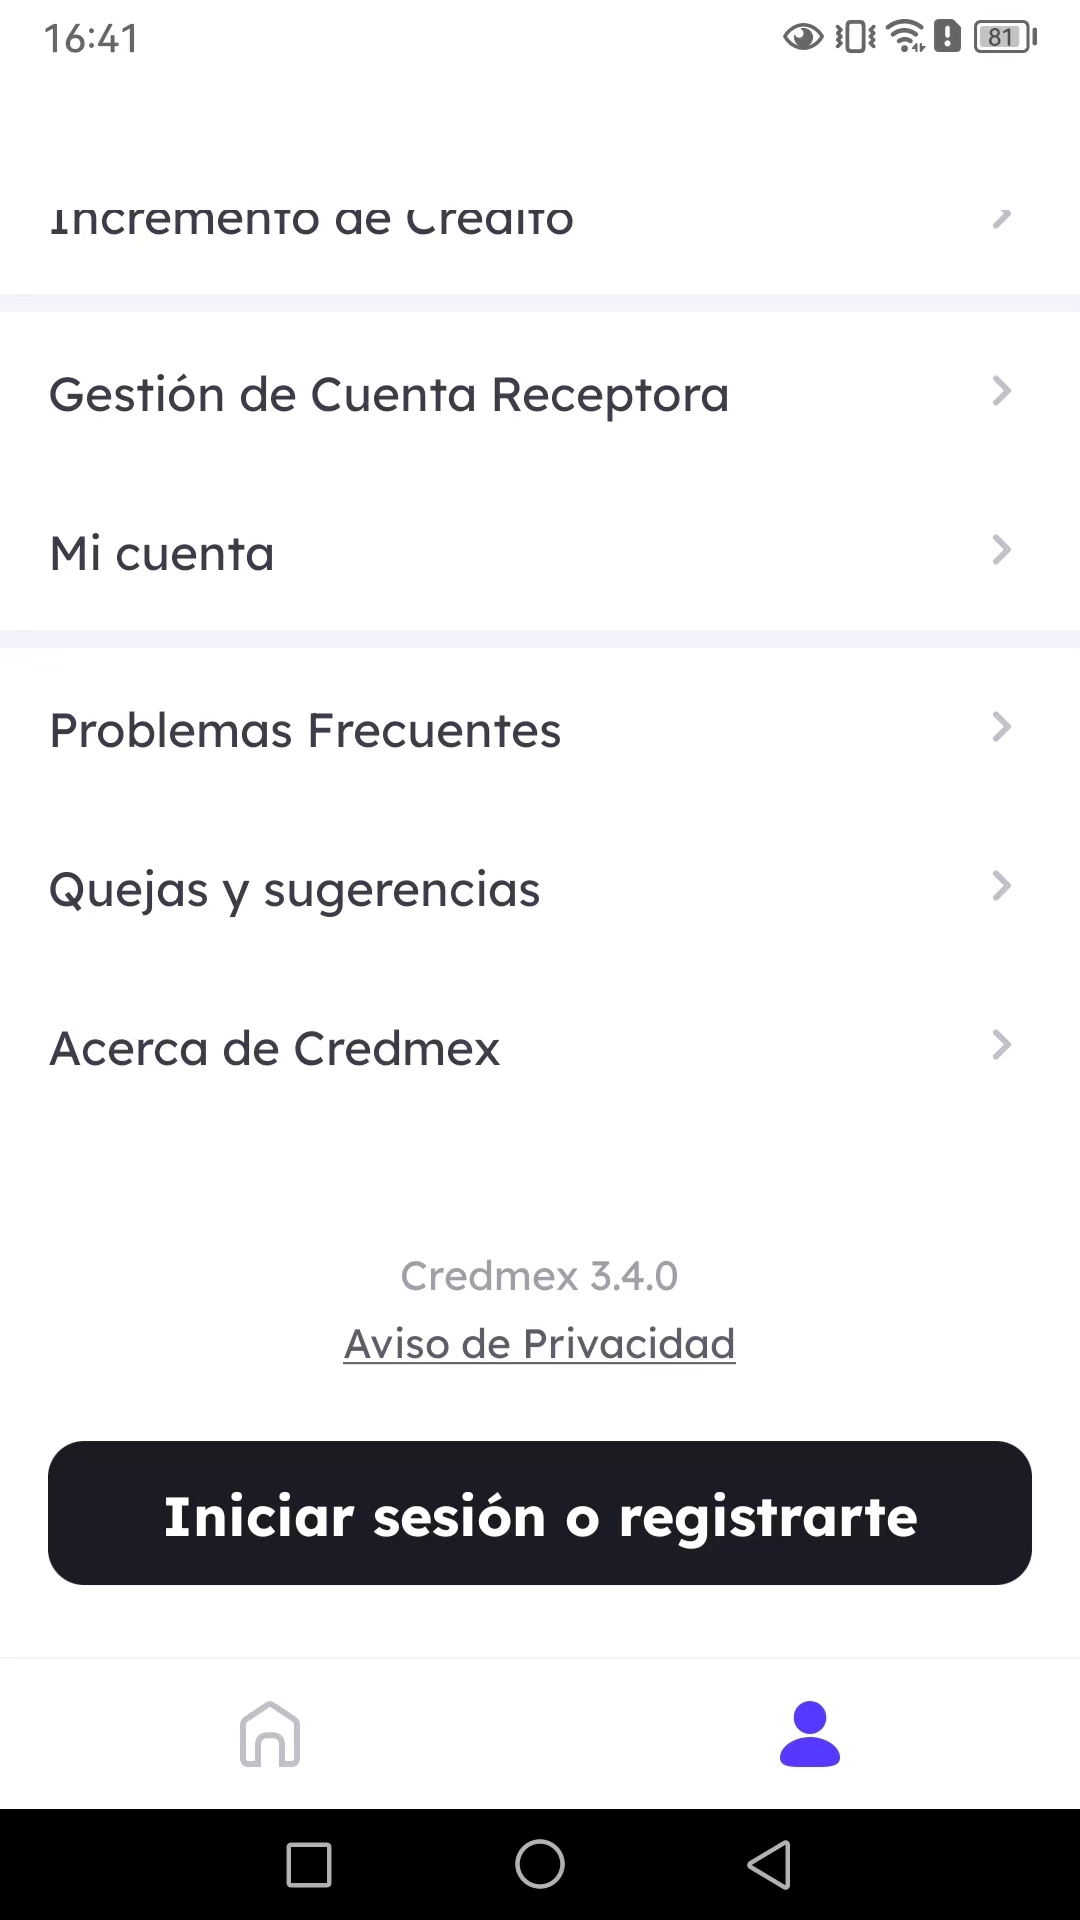 16:41
81
Incremento de Crédito
Gestión de Cuenta Receptora
Mi cuenta
Problemas Frecuentes
Quejas y sugerencias
Acerca de Credmex
Credmex 3.4.0
Aviso de Privacidad
Iniciar sesión o registrarte